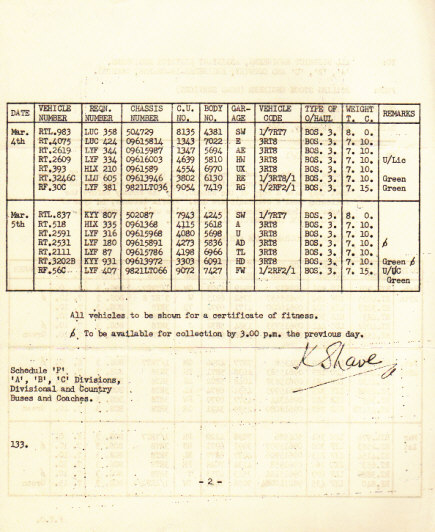 DATE VEHICLE NUMBER REGN. NUMBER CHASSIS NUMBER C.U. NO. BODY NO. GAR-AGE VEHICLE CODE TYPE OF O/HAUL WEIGHT T. C. REMARKS
Mar. 4th RTL.983 LUC 358 504729 8135 4381 SW 1/7RT7 BOS. 3. 8. 0.
RT.4075 LUC 424 09615814 1343 7022 E 3RT8 BOS. 3. 7. 10.
RT.2619 LYF 344 09615987 1347 5694 AE 3RT8 BOS. 3. 7. 10.
RT.2609 LYF 334 09616003 4639 5810 HW 3RT8 BOS. 3. 7. 10. U/Lic
RT.393 HLX 210 0961589 4554 6970 UX 3RT8 BOS. 3. 7. 10.
RT.3246C LLU 605 09613946 3802 6130 RE 1/3RT8/1 BOS. 3. 7. 10. Green
RF.30C LYF 381 9821LT036 9054 7419 RG 1/2RF2/1 BOS. 3. 7. 15. Green
Mar. 5th RTL.837 KYY 807 502087 7943 4245 SW 1/7RT7 BOS. 3. 8. 0.
RT.518 HLX 335 0961368 4115 5618 A 3RT8 BOS. 3. 7. 10.
RT.2591 LYF 316 09615968 4080 5698 U 3RT8 BOS. 3. 7. 10.
RT.2531 LYF 180 09615891 4273 5836 AD 3RT8 BOS. 3. 7. 10. ƀ
RT.2111 LYF 87 09615786 4198 6966 TL 3RT8 BOS. 3. 7. 10.
RT.3202B KYY 931 09613972 3303 6091 HD 3RT8 BOS. 3. 7. 10. Green ƀ
RF.56C LYF 407 9821LT066 9072 7427 FW 1/2RF2/1 BOS. 3. 7. 15. U/UC
Green
All vehicles to be shown for a certificate of fitness.
ƀ To be available for collection by 3.00 p.m. the previous day.
K Shave
Schedule 'F'
'A', 'B', 'C' Divisions,
Divisional and Country
Buses and Coaches.
133.
- 2 -